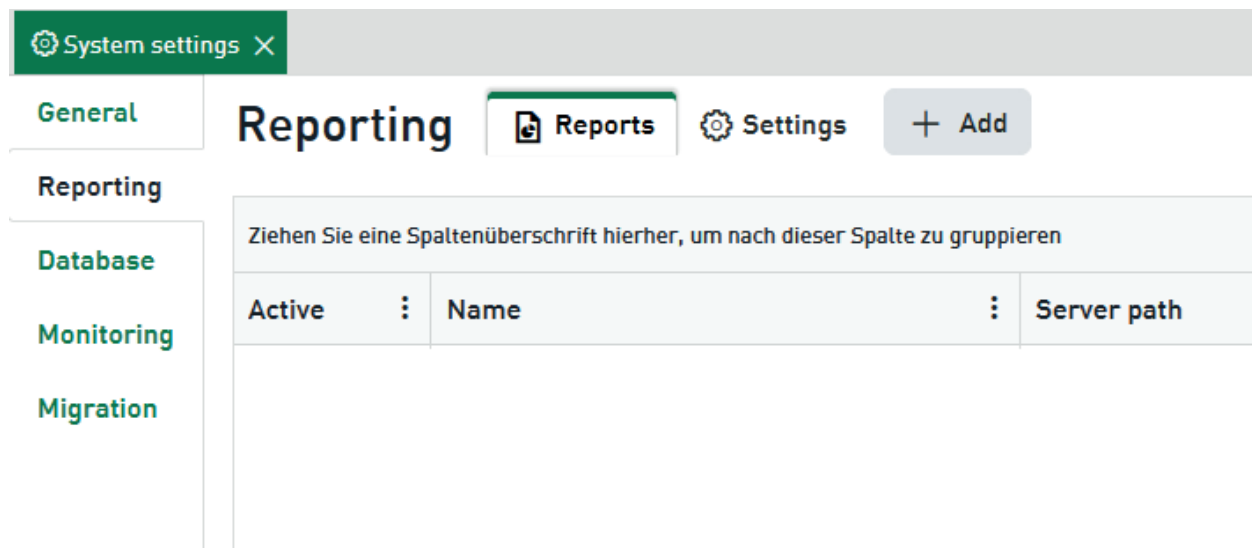 System settings
General
Reporting
Database
Monitoring
Migration
Reporting Reports Settings + Add
Ziehen Sie eine Spaltenüberschrift hierher, um nach dieser Spalte zu gruppieren
Active Name Server path